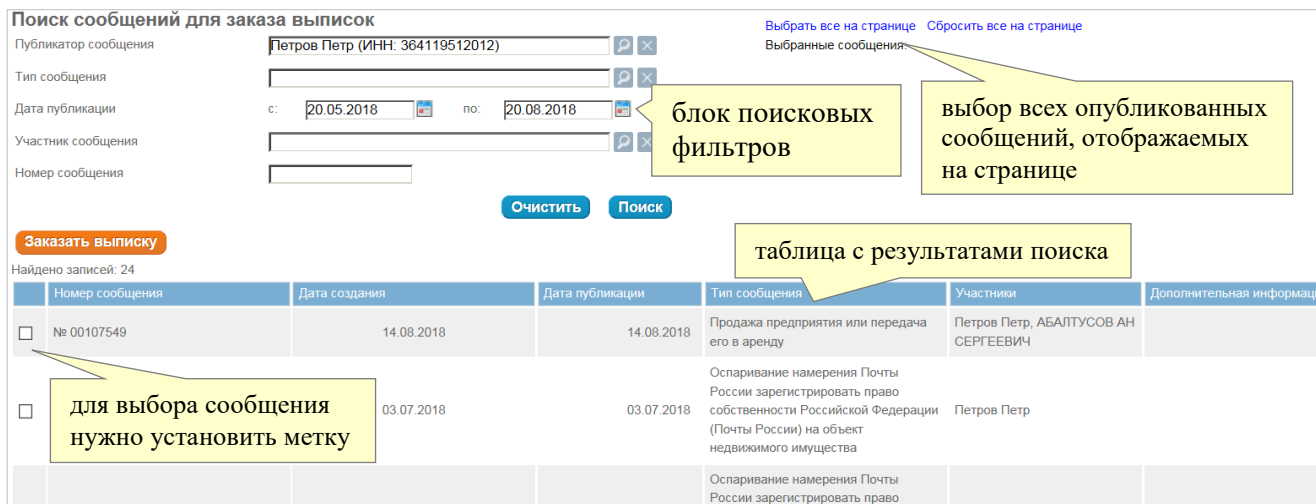 Поиск сообщений для заказа выписок
Выбрать все на странице Сбросить все на странице
Публикатор сообщения Петров Петр (ИНН: 364119512012) Выбранные сообщения:
Тип сообщения
Дата публикации с: 20.05.2018 по: 20.08.2018
Участник сообщения
Номер сообщения
блок поисковых
фильтров
выбор всех опубликованных
сообщений, отображаемых
на странице
Очистить Поиск
Заказать выписку
таблица с результатами поиска
Найдено записей: 24
Номер сообщения Дата создания Дата публикации Тип сообщения Участники Дополнительная информац
№ 00107549 14.08.2018 14.08.2018 Продажа предприятия или передача
его в аренду
Петров Петр, АБАЛТУСОВ АН
СЕРГЕЕВИЧ
для выбора сообщения
нужно установить метку
03.07.2018 03.07.2018
Оспаривание намерения Почты
России зарегистрировать право
собственности Российской Федерации
(Почты России) на объект
недвижимого имущества
Петров Петр
Оспаривание намерения Почты
России зарегистрировать право